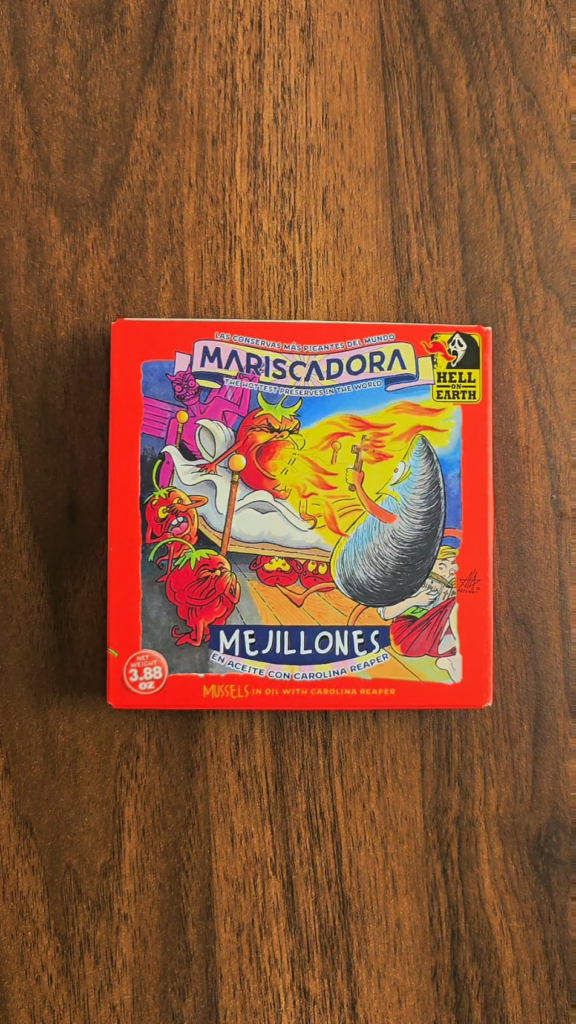 LAS CONSERVAS MÁS PICANTES DEL MUNDO
MARISCADORA
THE HOTTEST PRESERVES IN THE WORLD
HELL
ON
EARTH
MEJILLONES
EN ACEITE CON CAROLINA REAPER
NET
WEIGHT
3.88
OZ
MUSSELS IN OIL WITH CAROLINA REAPER